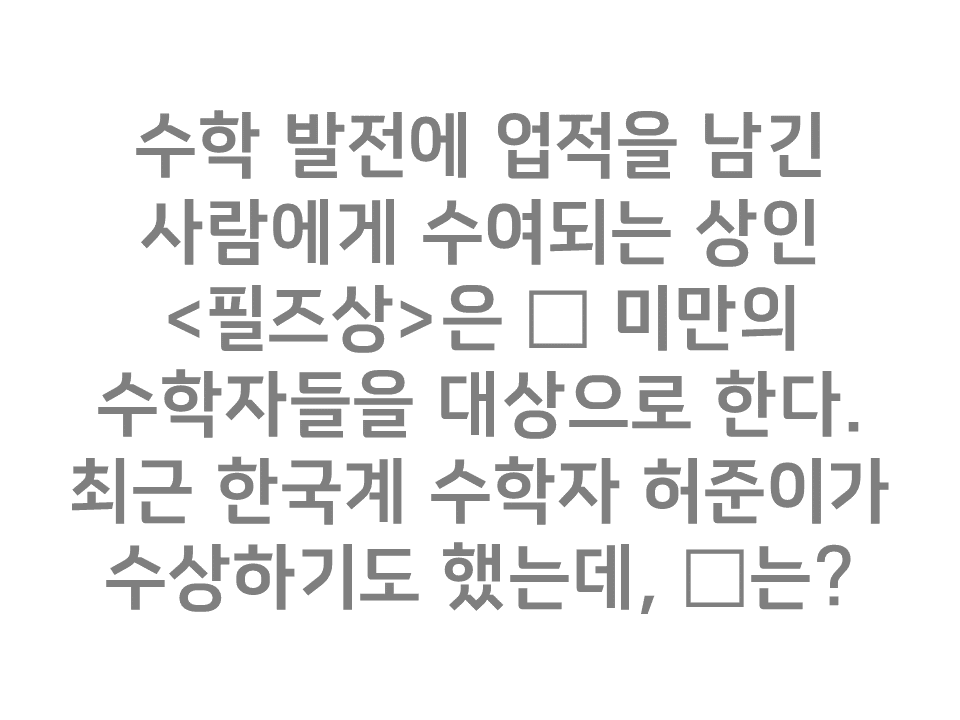 수학 발전에 업적을 남긴
사람에게 수여되는 상인
<필즈상>은 □ 미만의
수학자들을 대상으로 한다.
최근 한국계 수학자 허준이가
수상하기도 했는데, □는?